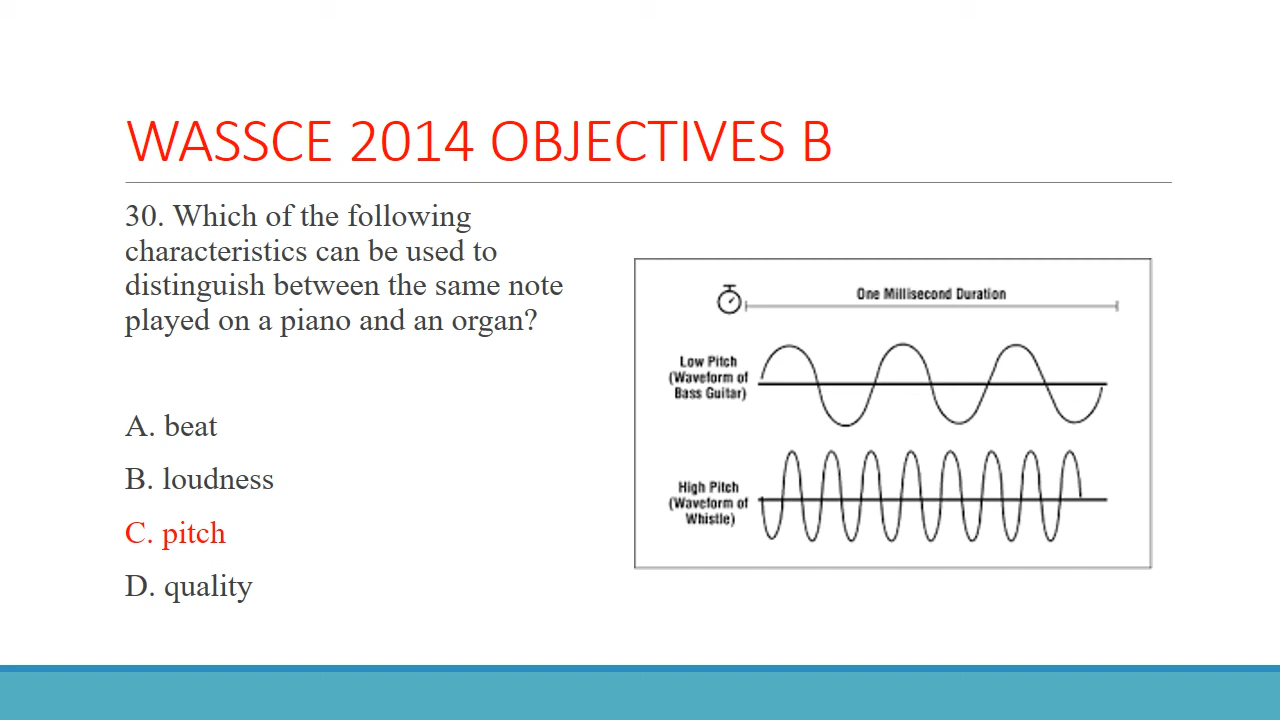 WASSCE 2014 OBJECTIVES B
30. Which of the following
characteristics can be used to
distinguish between the same note
played on a piano and an organ?
A. beat
B. loudness
C. pitch
D. quality
One Millisecond Duration
Low Pitch
(Waveform of
Bass Guitar)
High Pitch
(Waveform of
Whistle)